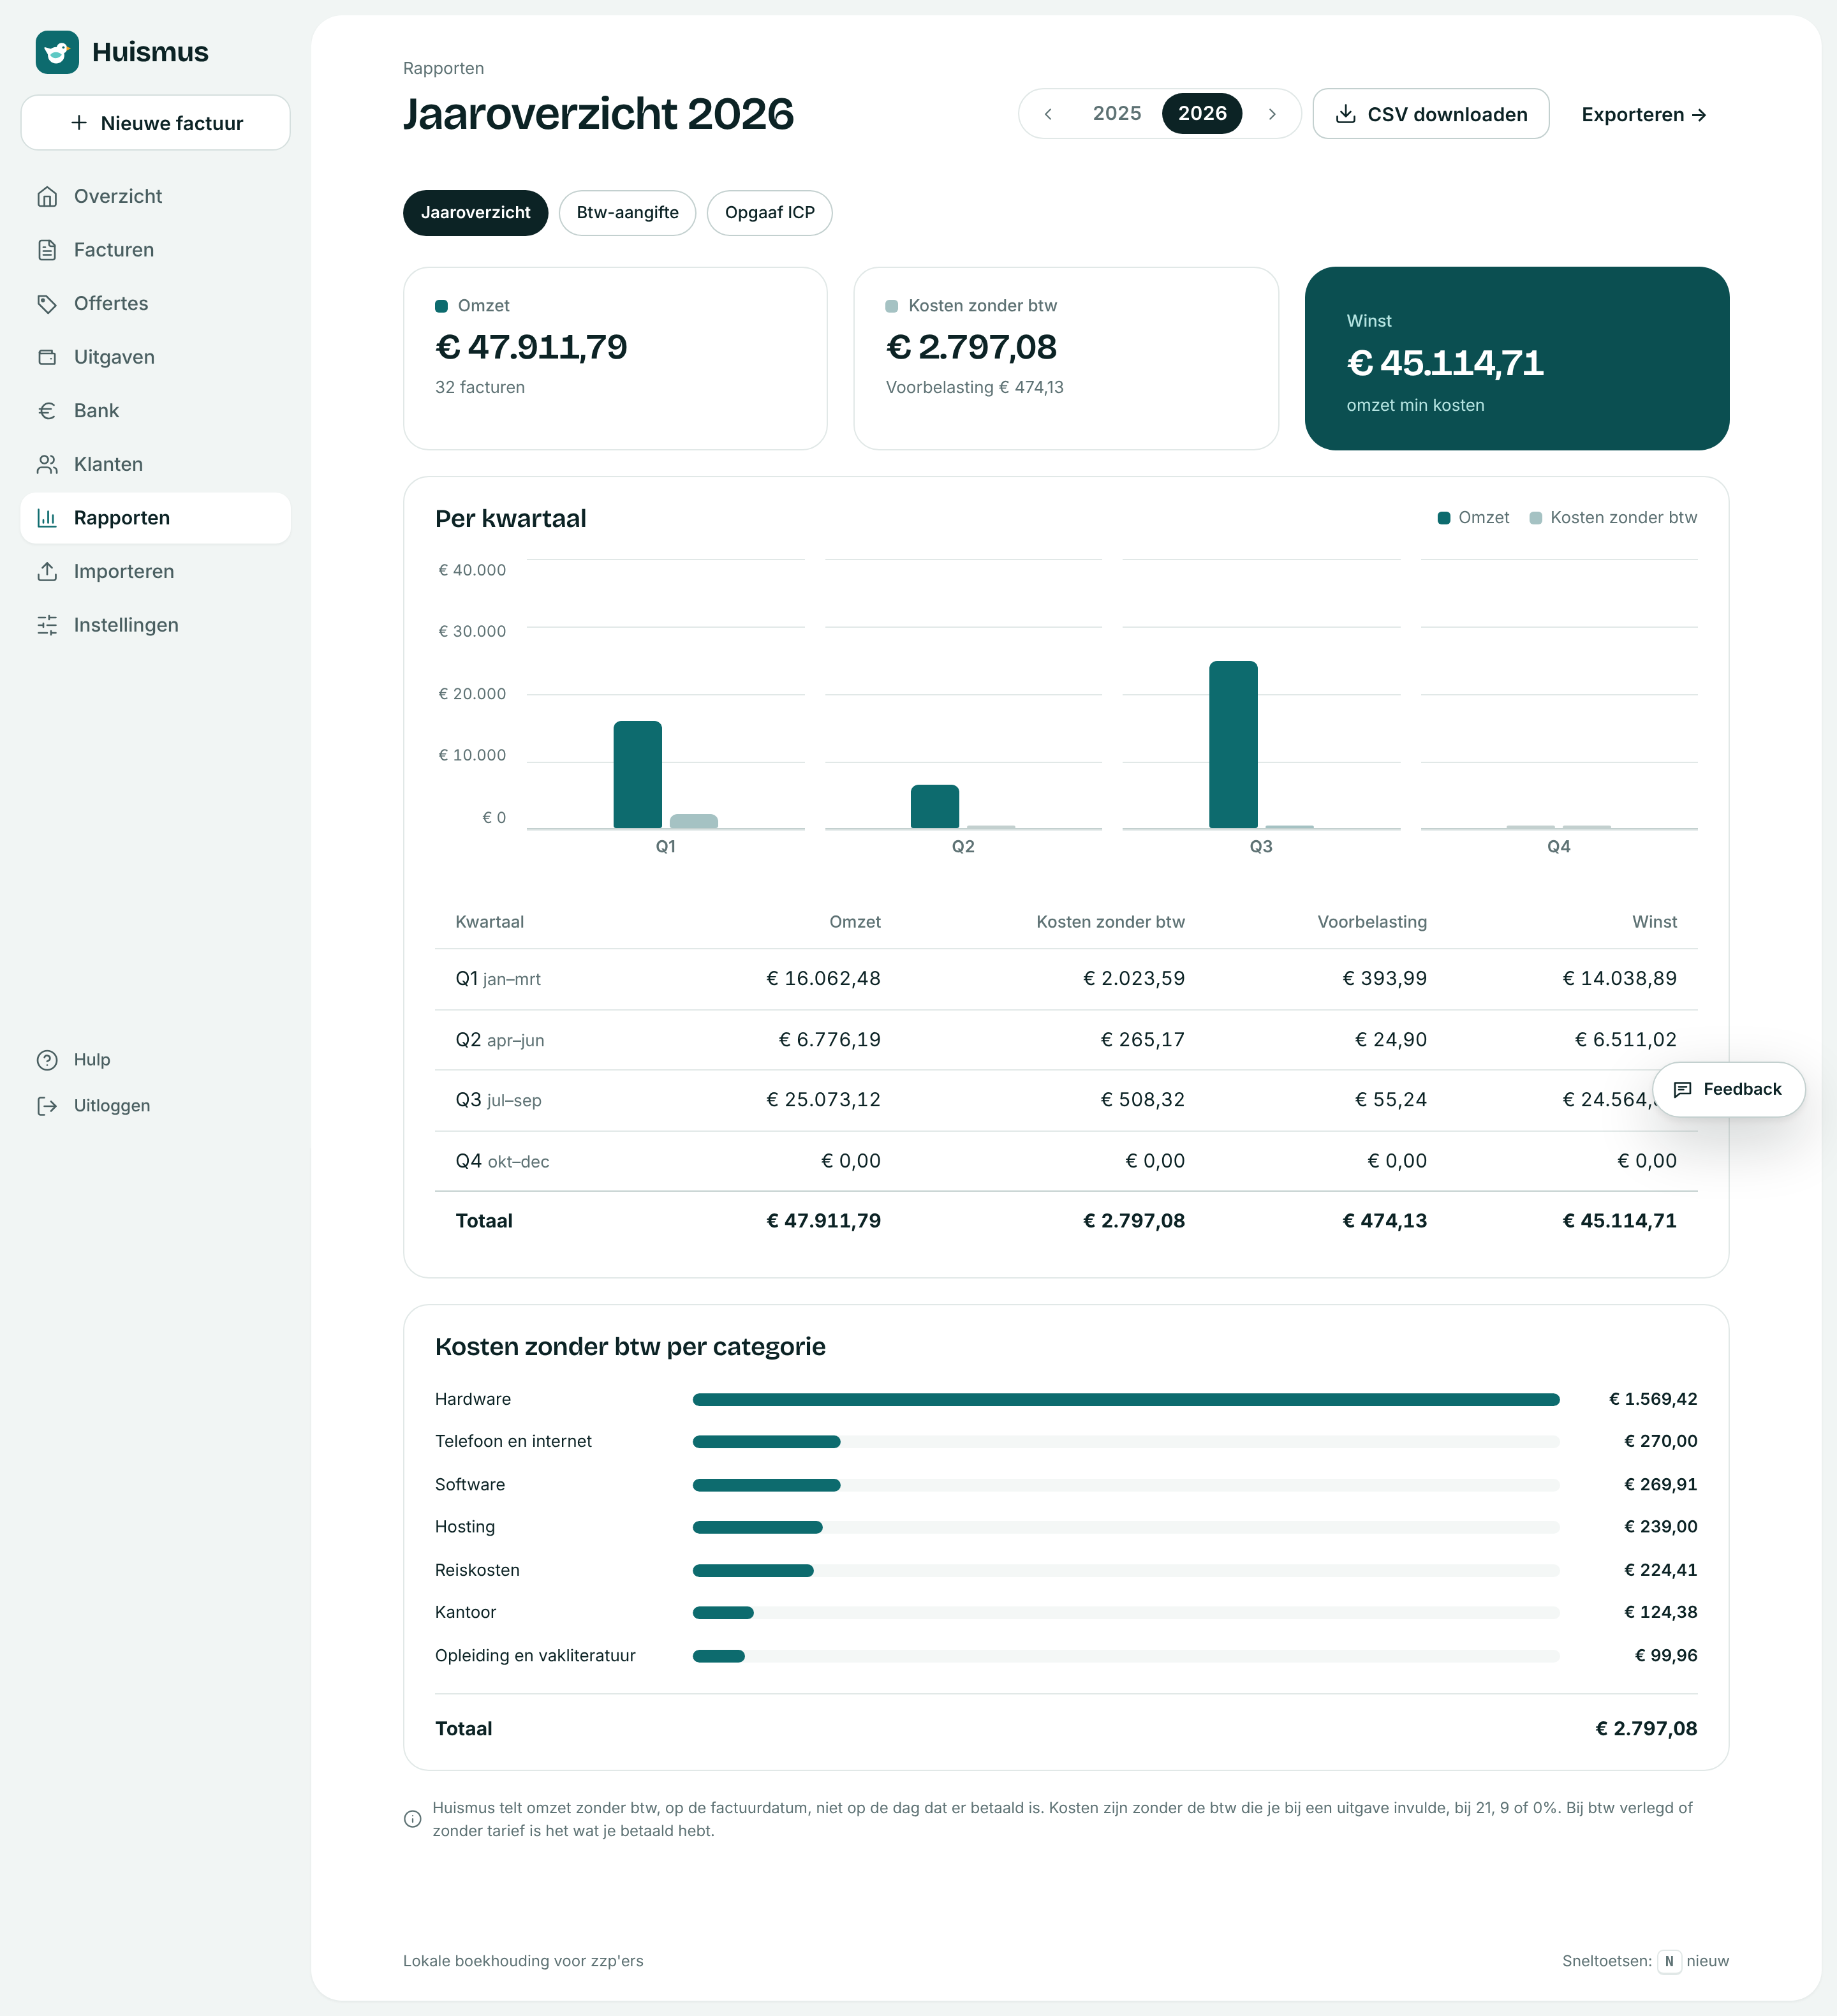 Huismus
Nieuwe factuur
Overzicht
Facturen
Offertes
Uitgaven
Bank
Klanten
Rapporten
Importeren
Instellingen
Hulp
Uitloggen
Rapporten
Jaaroverzicht 2026
2025 2026 CSV downloaden Exporteren →
Jaaroverzicht Btw-aangifte Opgaaf ICP
Omzet
€ 47.911,79
32 facturen
Kosten zonder btw
€ 2.797,08
Voorbelasting € 474,13
Winst
€ 45.114,71
omzet min kosten
Per kwartaal
Omzet Kosten zonder btw
€ 40.000
€ 30.000
€ 20.000
€ 10.000
€ 0
Q1 Q2 Q3 Q4
Kwartaal Omzet Kosten zonder btw Voorbelasting Winst
Q1 jan–mrt € 16.062,48 € 2.023,59 € 393,99 € 14.038,89
Q2 apr–jun € 6.776,19 € 265,17 € 24,90 € 6.511,02
Q3 jul–sep € 25.073,12 € 508,32 € 55,24 € 24.564,
Feedback
Q4 okt–dec € 0,00 € 0,00 € 0,00 € 0,00
Totaal € 47.911,79 € 2.797,08 € 474,13 € 45.114,71
Kosten zonder btw per categorie
Hardware € 1.569,42
Telefoon en internet € 270,00
Software € 269,91
Hosting € 239,00
Reiskosten € 224,41
Kantoor € 124,38
Opleiding en vakliteratuur € 99,96
Totaal € 2.797,08
Huismus telt omzet zonder btw, op de factuurdatum, niet op de dag dat er betaald is. Kosten zijn zonder de btw die je bij een uitgave invulde, bij 21, 9 of 0%. Bij btw verlegd of
zonder tarief is het wat je betaald hebt.
Lokale boekhouding voor zzp'ers
Sneltoetsen: N nieuw